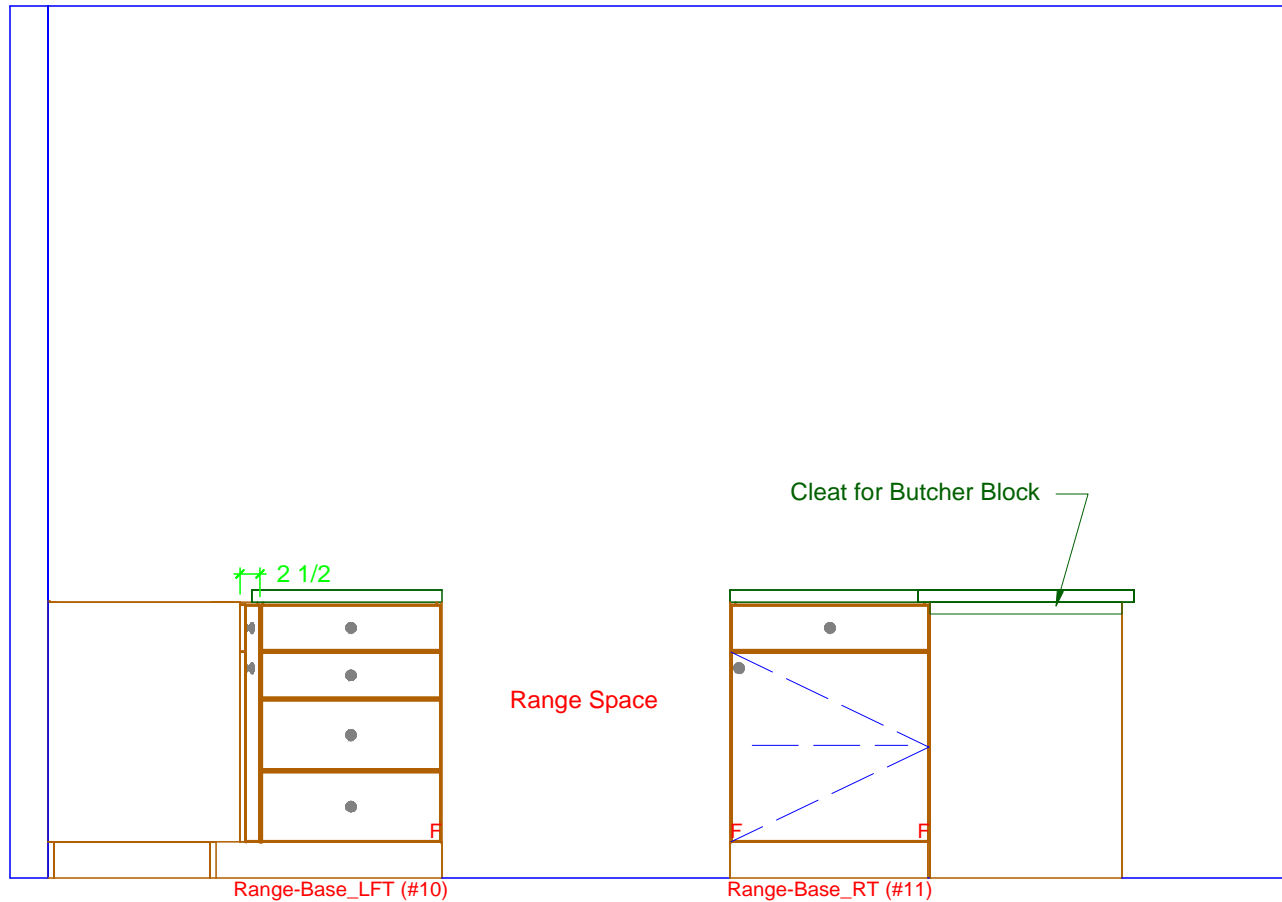 Cleat for Butcher Block
2 1/2
Range Space
F
F
F
Range-Base_LFT (#10)
Range-Base_RT (#11)